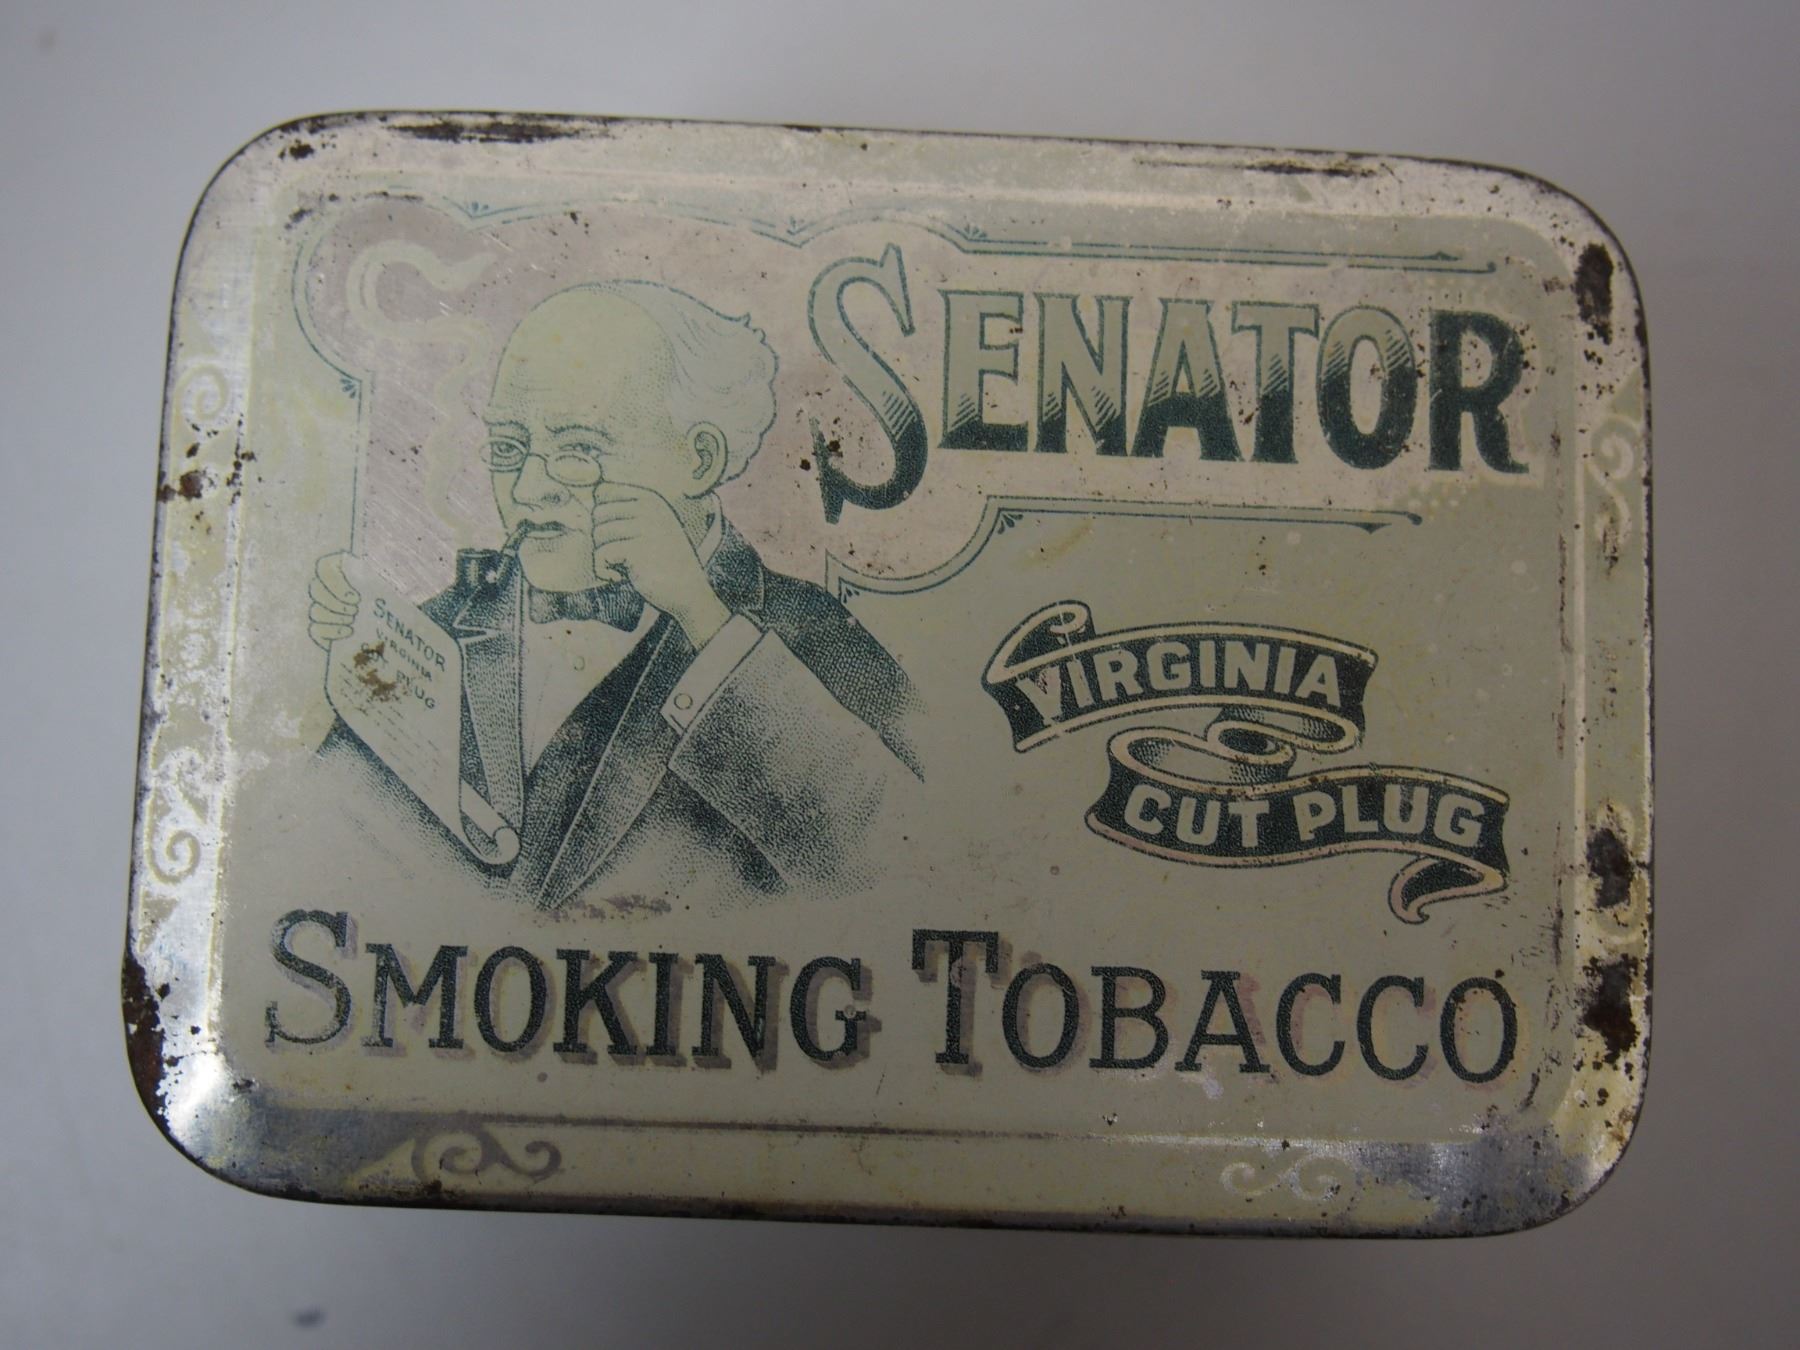 SENATOR
SENATOR
VIRGINIA
CUT PLUG
VIRGINIA
CUT PLUG
SMOKING TOBACCO